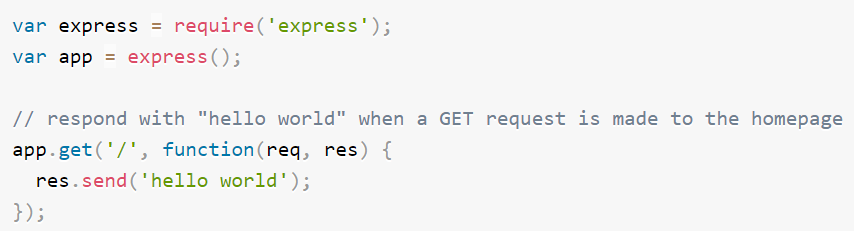 var express = require('express');
var app = express();
// respond with "hello world" when a GET request is made to the homepage
app.get('/', function(req, res) {
  res.send('hello world');
});